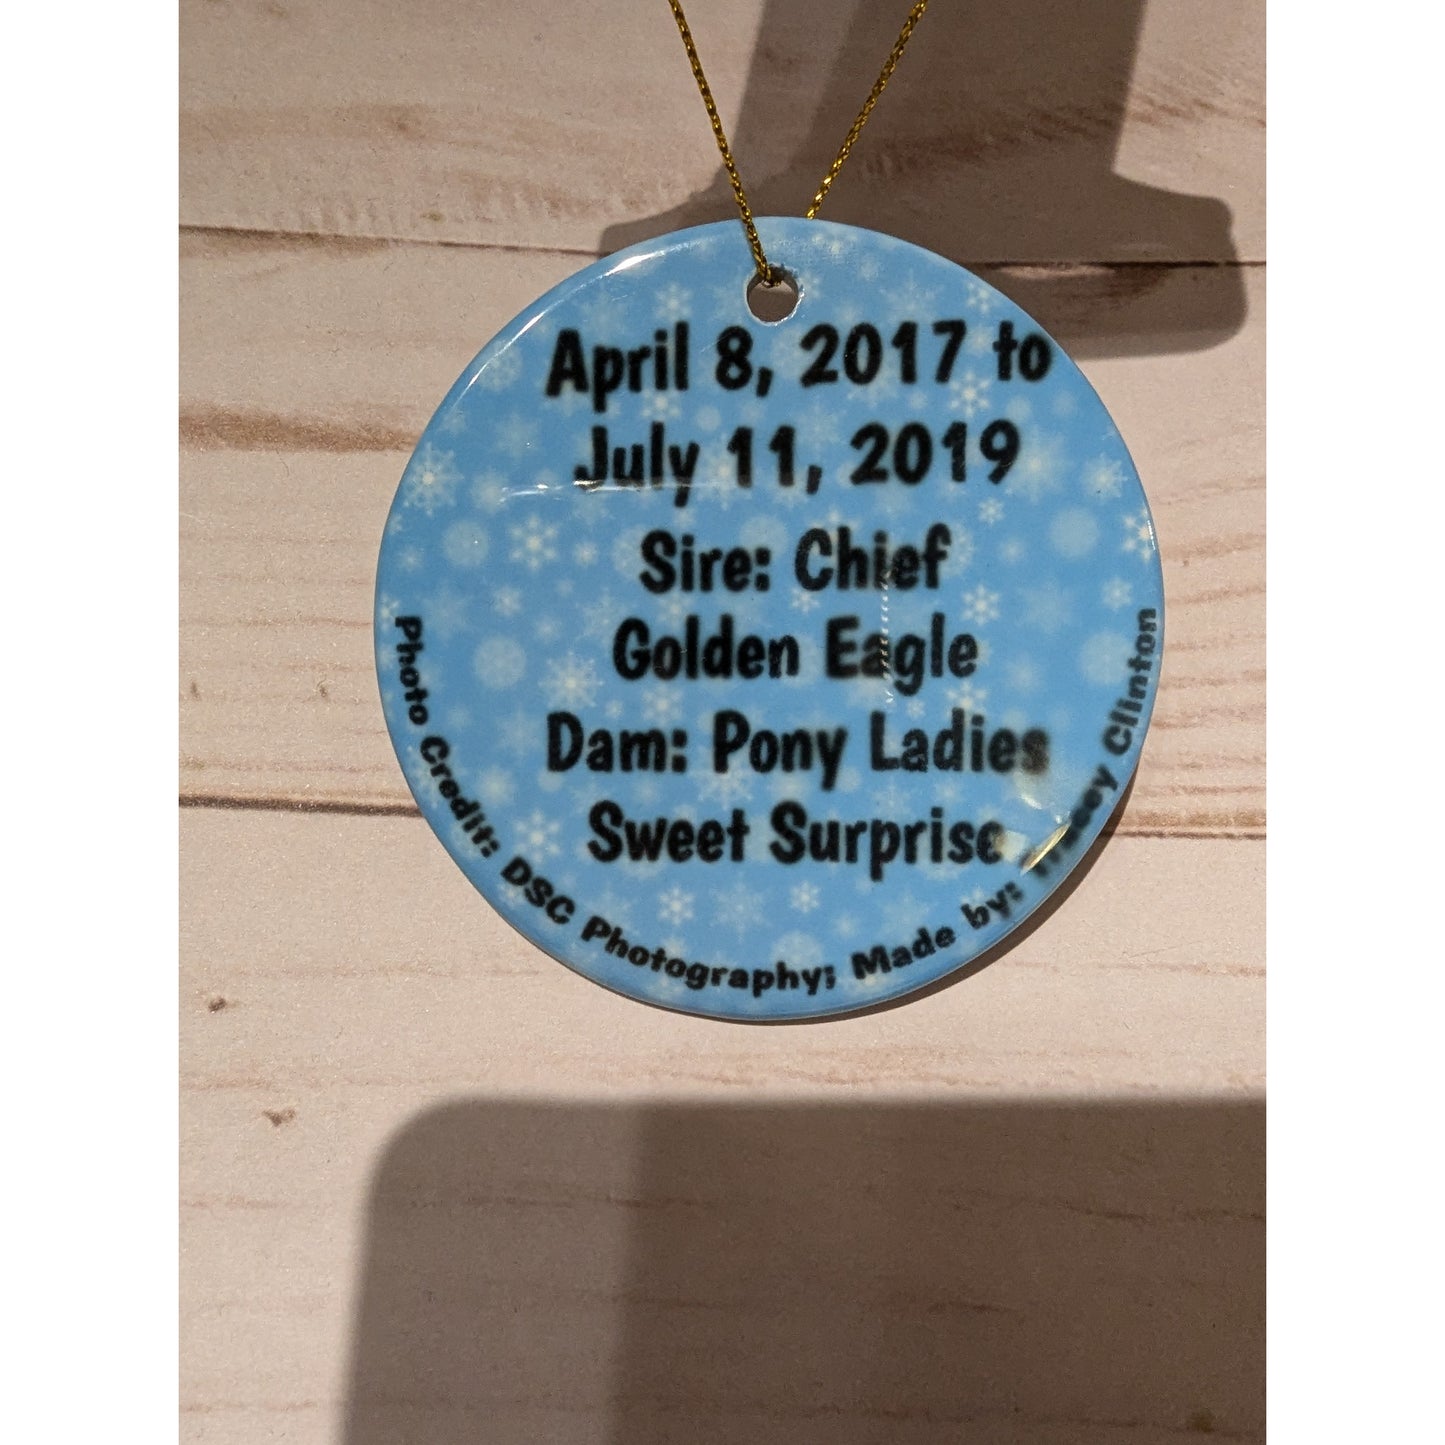 April 8, 2017 to
July 11, 2019
Sire: Chief
Golden Eagle
Dam: Pony Ladies
Sweet Surprise
Photo Credit: DSC Photography; Made by: Tracey Clinton